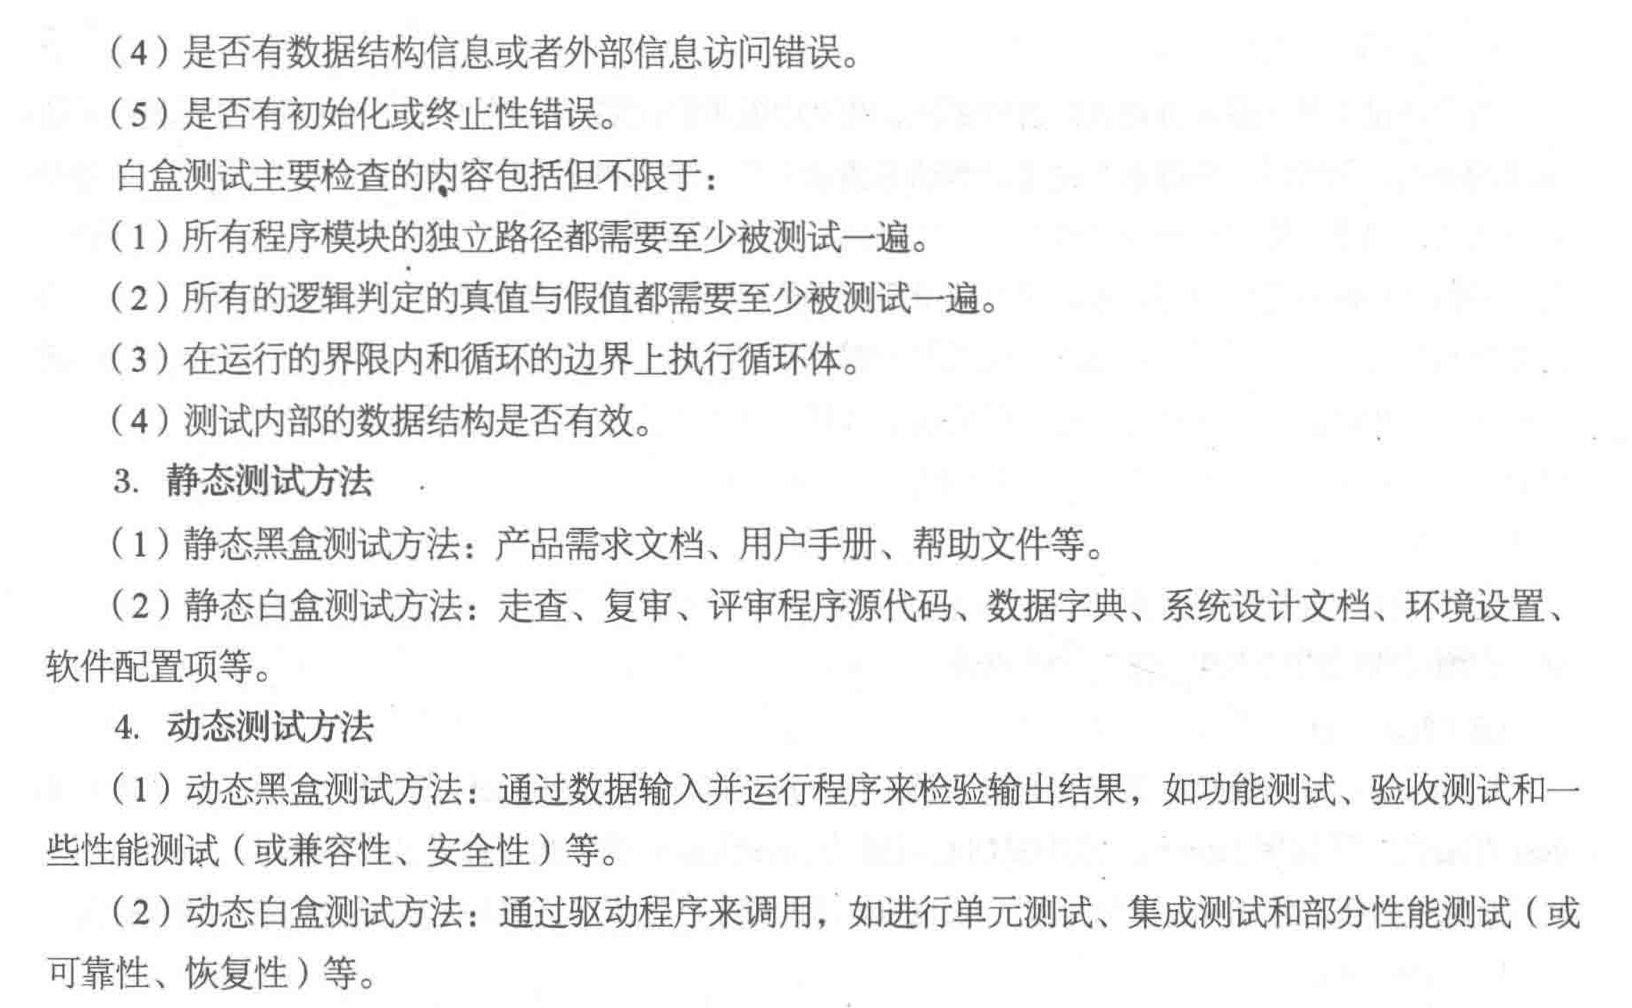 （4）是否有数据结构信息或者外部信息访问错误。
（5）是否有初始化或终止性错误。
白盒测试主要检查的内容包括但不限于：
（1）所有程序模块的独立路径都需要至少被测试一遍。
（2）所有的逻辑判定的真值与假值都需要至少被测试一遍。
（3）在运行的界限内和循环的边界上执行循环体。
（4）测试内部的数据结构是否有效。
3. 静态测试方法
（1）静态黑盒测试方法：产品需求文档、用户手册、帮助文件等。
（2）静态白盒测试方法：走查、复审、评审程序源代码、数据字典、系统设计文档、环境设置、
软件配置项等。
4. 动态测试方法
（1）动态黑盒测试方法：通过数据输入并运行程序来检验输出结果，如功能测试、验收测试和一
些性能测试（或兼容性、安全性）等。
（2）动态白盒测试方法：通过驱动程序来调用，如进行单元测试、集成测试和部分性能测试（或
可靠性、恢复性）等。